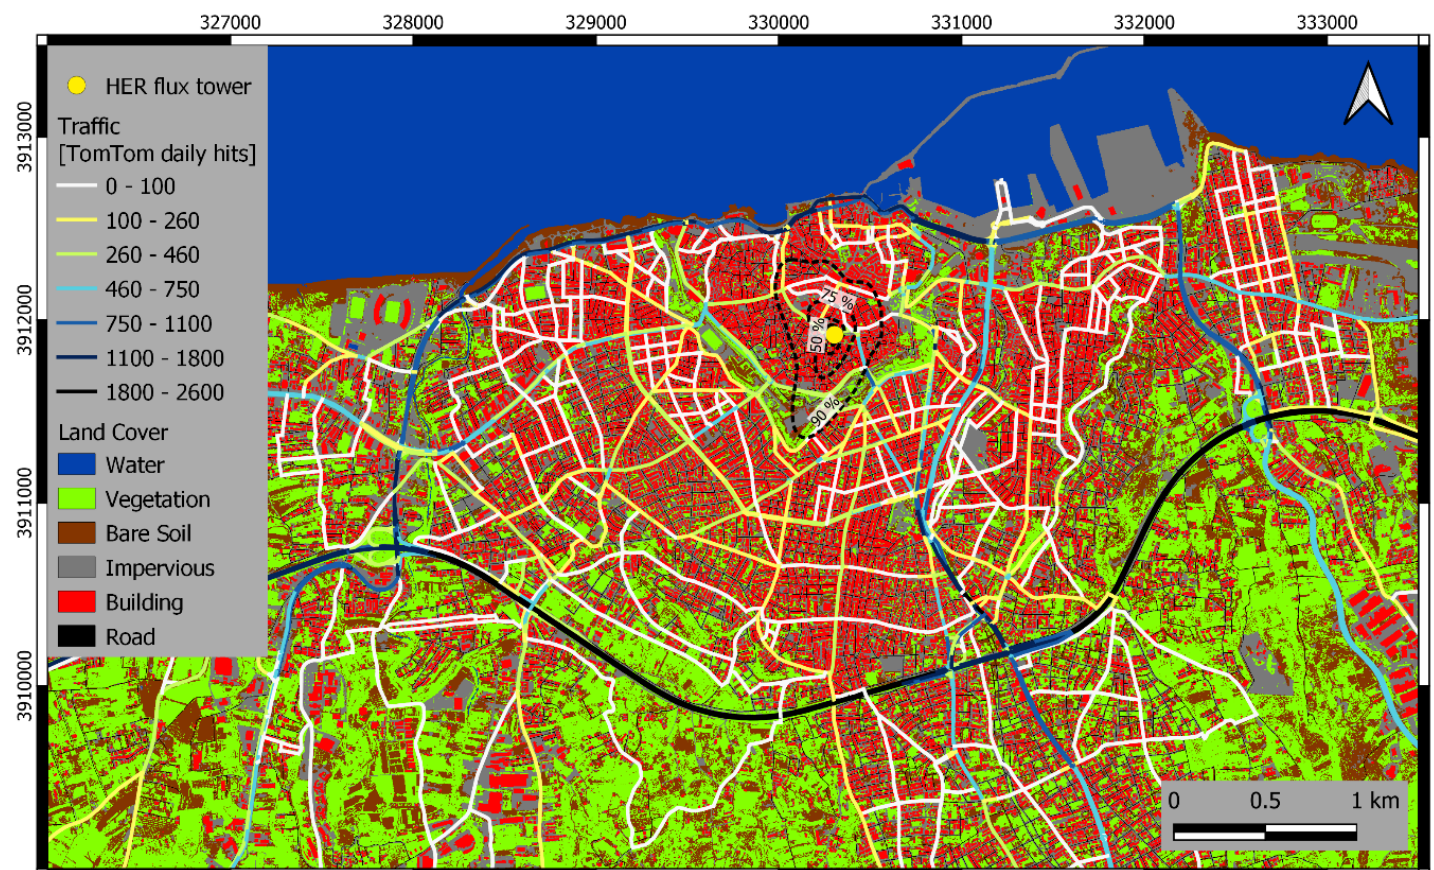 327000 328000 329000 330000 331000 332000 333000
HER flux tower
Traffic
[TomTom daily hits]
0 - 100
100 - 260
260 - 460
460 - 750
750 - 1100
1100 - 1800
1800 - 2600
Land Cover
Water
Vegetation
Bare Soil
Impervious
Building
Road
3913000
3912000
3911000
3910000
75 %
50 %
90 %
0 0.5 1 km